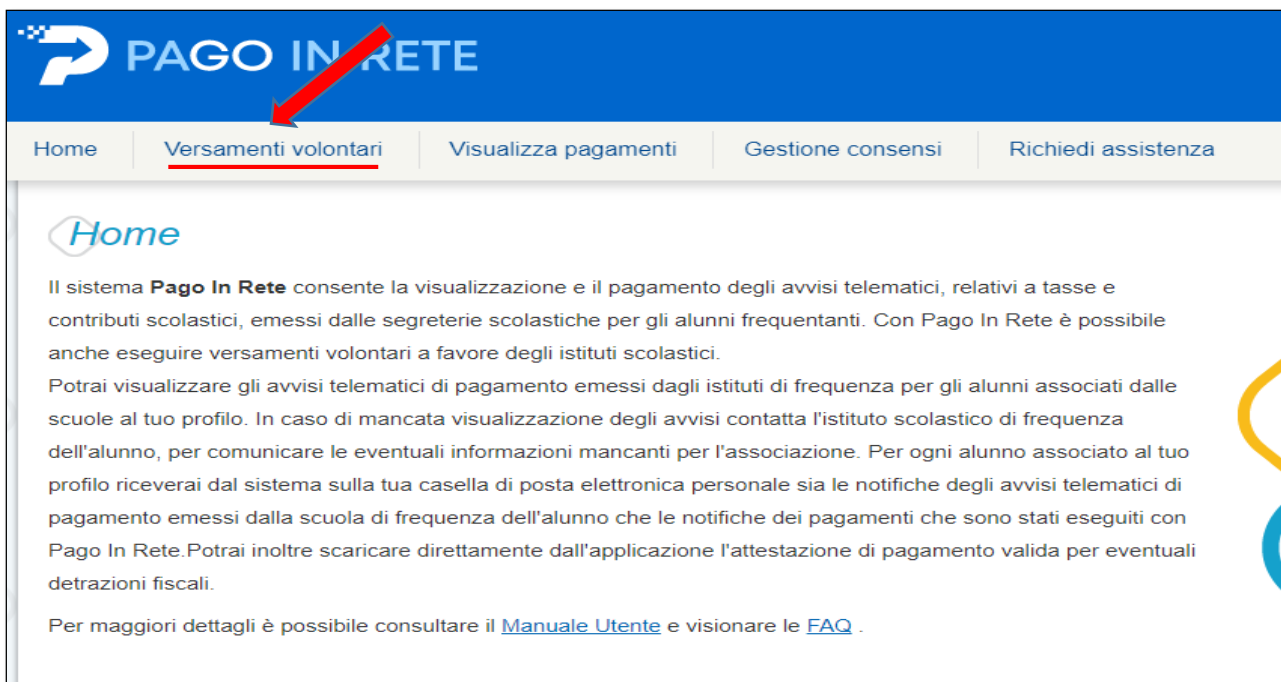 PAGO IN RETE
Home Versamenti volontari Visualizza pagamenti Gestione consensi Richiedi assistenza
Home
Il sistema Pago In Rete consente la visualizzazione e il pagamento degli avvisi telematici, relativi a tasse e
contributi scolastici, emessi dalle segreterie scolastiche per gli alunni frequentanti. Con Pago In Rete è possibile
anche eseguire versamenti volontari a favore degli istituti scolastici.
Potrai visualizzare gli avvisi telematici di pagamento emessi dagli istituti di frequenza per gli alunni associati dalle
scuole al tuo profilo. In caso di mancata visualizzazione degli avvisi contatta l'istituto scolastico di frequenza
dell'alunno, per comunicare le eventuali informazioni mancanti per l'associazione. Per ogni alunno associato al tuo
profilo riceverai dal sistema sulla tua casella di posta elettronica personale sia le notifiche degli avvisi telematici di
pagamento emessi dalla scuola di frequenza dell'alunno che le notifiche dei pagamenti che sono stati eseguiti con
Pago In Rete.Potrai inoltre scaricare direttamente dall'applicazione l'attestazione di pagamento valida per eventuali
detrazioni fiscali.
Per maggiori dettagli è possibile consultare il Manuale Utente e visionare le FAQ .